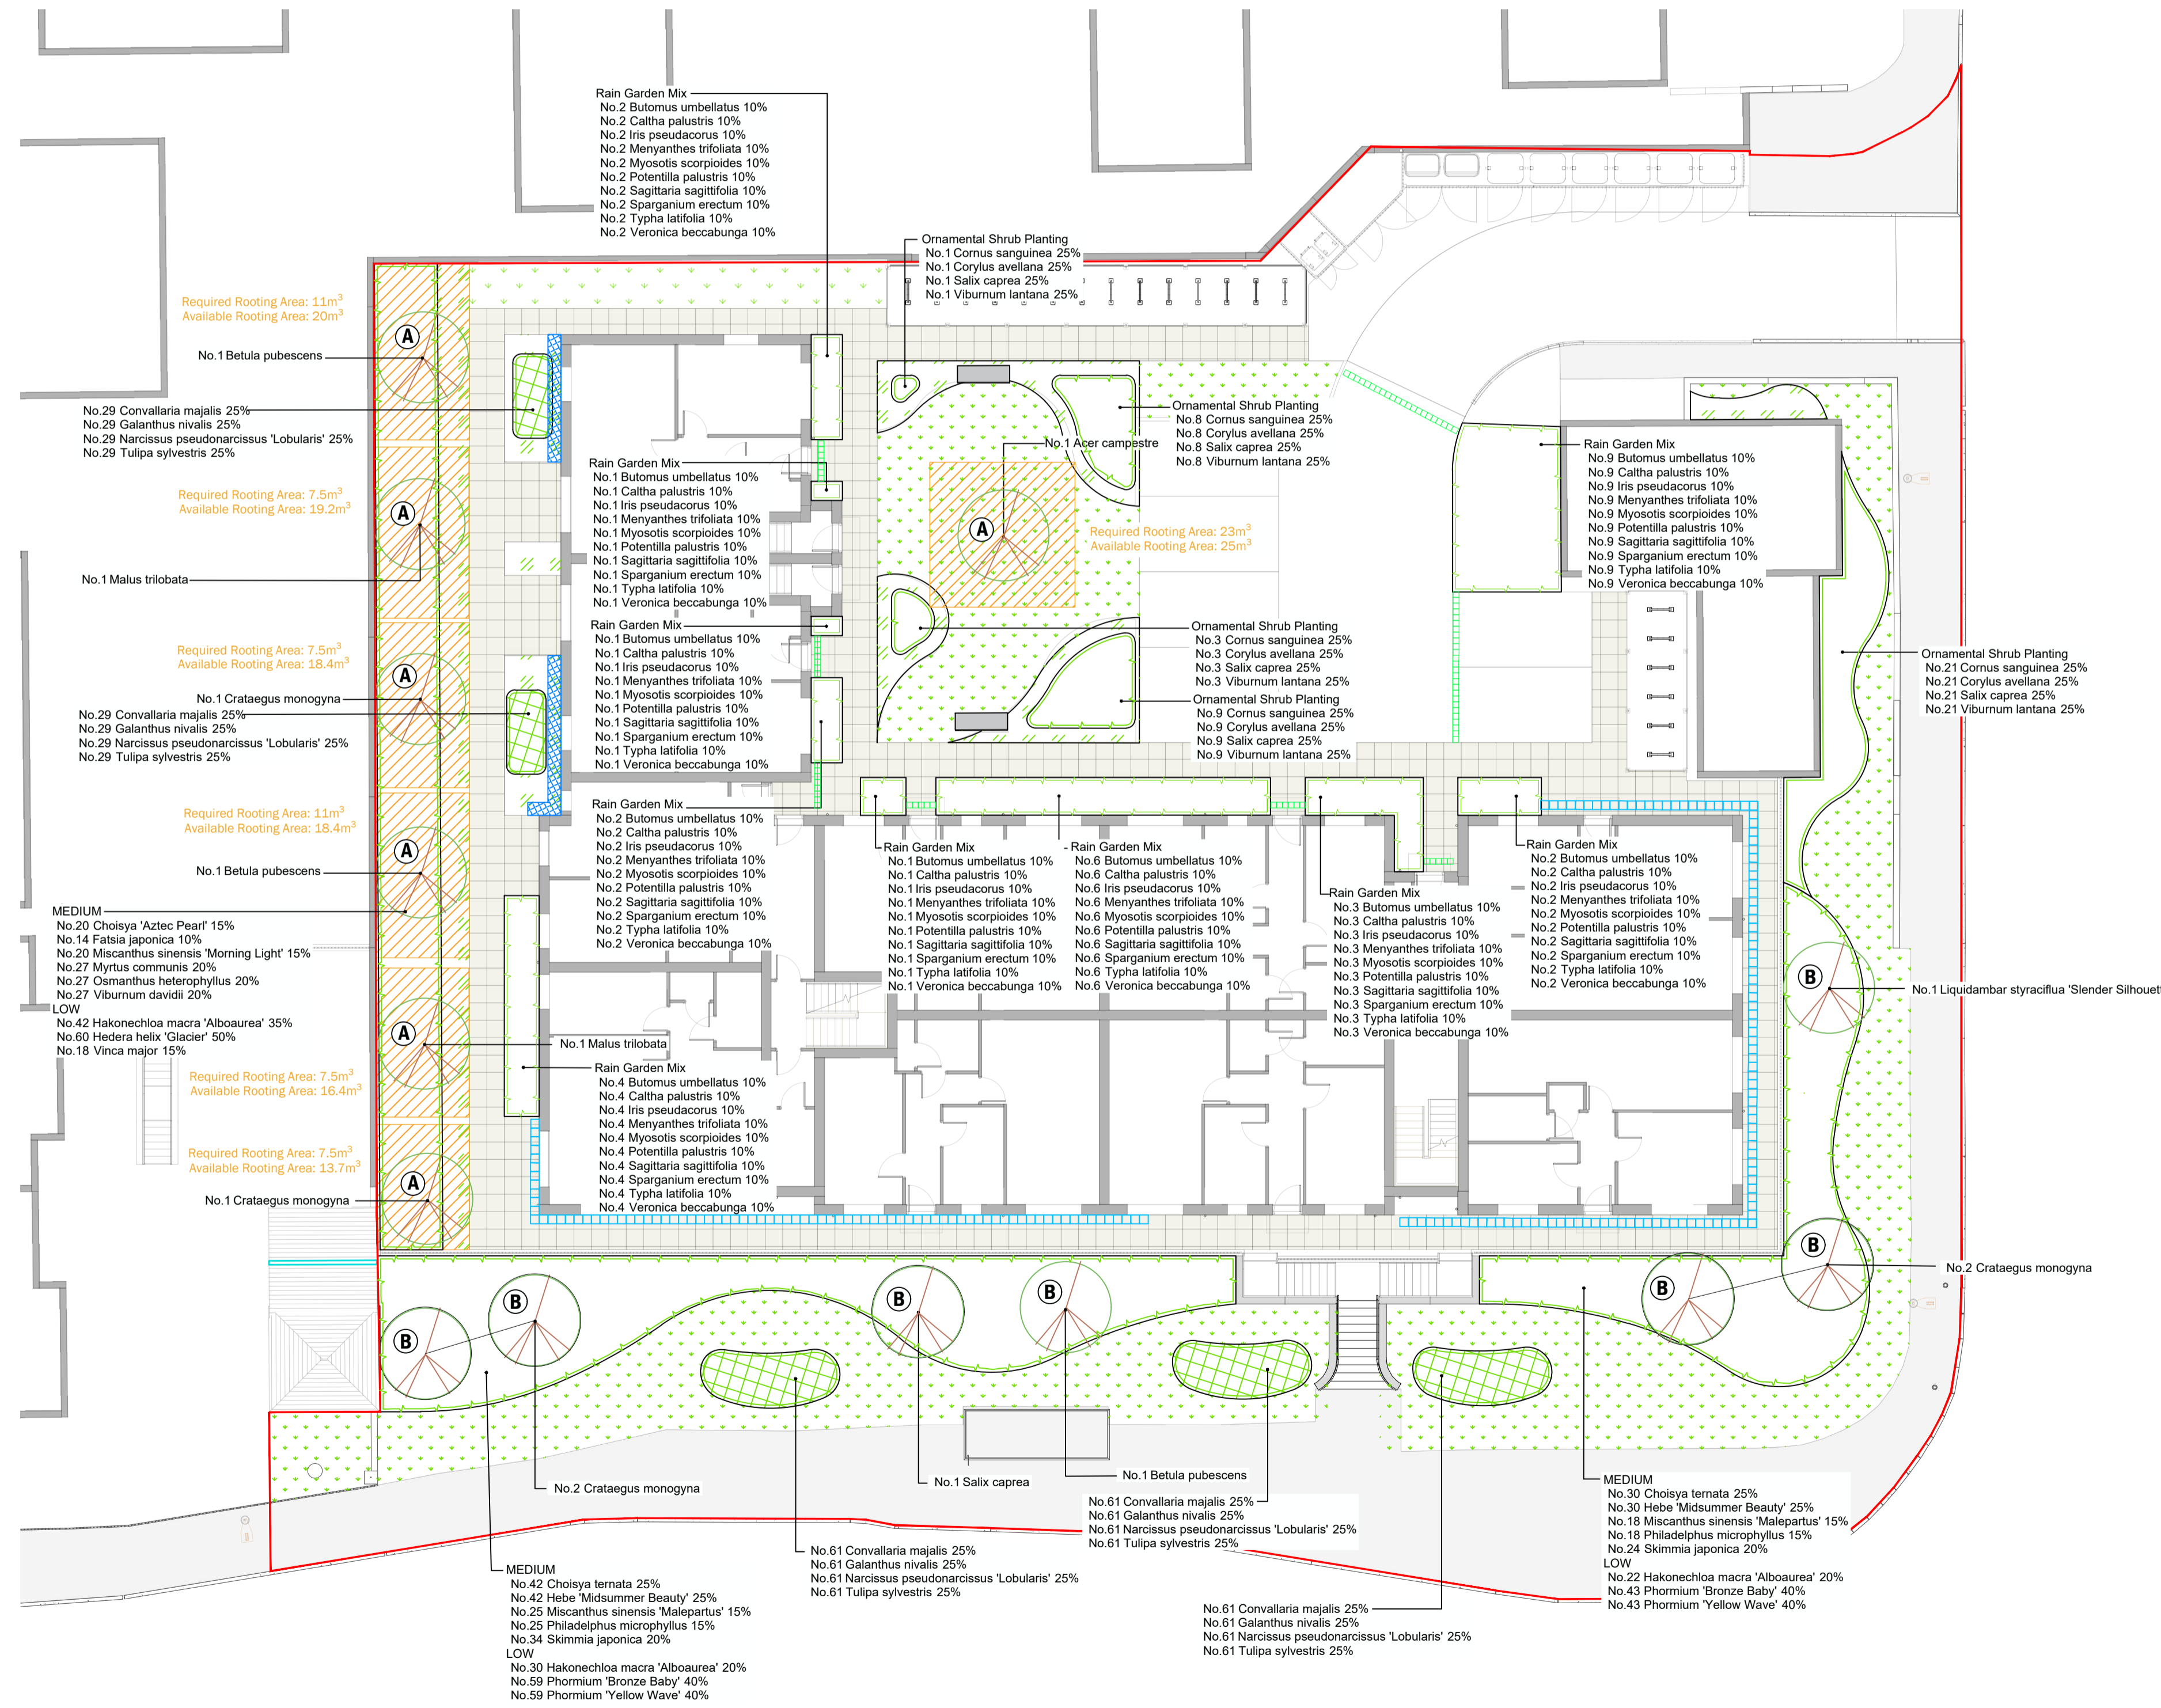 Rain Garden Mix
No.2 Butomus umbellatus 10%
No.2 Caltha palustris 10%
No.2 Iris pseudacorus 10%
No.2 Menyanthes trifoliata 10%
No.2 Myosotis scorpioides 10%
No.2 Potentilla palustris 10%
No.2 Sagittaria sagittifolia 10%
No.2 Sparganium erectum 10%
No.2 Typha latifolia 10%
No.2 Veronica beccabunga 10%
Ornamental Shrub Planting
No.1 Cornus sanguinea 25%
No.1 Corylus avellana 25%
No.1 Salix caprea 25%
No.1 Viburnum lantana 25%
Required Rooting Area: 11m³
Available Rooting Area: 20m³
A
No.1 Betula pubescens
No.29 Convallaria majalis 25%
No.29 Galanthus nivalis 25%
No.29 Narcissus pseudonarcissus 'Lobularis' 25%
No.29 Tulipa sylvestris 25%
Ornamental Shrub Planting
No.8 Cornus sanguinea 25%
No.8 Corylus avellana 25%
No.8 Salix caprea 25%
No.8 Viburnum lantana 25%
No.1 Acer campestre
A
Required Rooting Area: 23m³
Available Rooting Area: 25m³
Rain Garden Mix
No.9 Butomus umbellatus 10%
No.9 Caltha palustris 10%
No.9 Iris pseudacorus 10%
No.9 Menyanthes trifoliata 10%
No.9 Myosotis scorpioides 10%
No.9 Potentilla palustris 10%
No.9 Sagittaria sagittifolia 10%
No.9 Sparganium erectum 10%
No.9 Typha latifolia 10%
No.9 Veronica beccabunga 10%
Rain Garden Mix
No.1 Butomus umbellatus 10%
No.1 Caltha palustris 10%
No.1 Iris pseudacorus 10%
No.1 Menyanthes trifoliata 10%
No.1 Myosotis scorpioides 10%
No.1 Potentilla palustris 10%
No.1 Sagittaria sagittifolia 10%
No.1 Sparganium erectum 10%
No.1 Typha latifolia 10%
No.1 Veronica beccabunga 10%
Required Rooting Area: 7.5m³
Available Rooting Area: 19.2m³
A
No.1 Malus trilobata
Rain Garden Mix
No.1 Butomus umbellatus 10%
No.1 Caltha palustris 10%
No.1 Iris pseudacorus 10%
No.1 Menyanthes trifoliata 10%
No.1 Myosotis scorpioides 10%
No.1 Potentilla palustris 10%
No.1 Sagittaria sagittifolia 10%
No.1 Sparganium erectum 10%
No.1 Typha latifolia 10%
No.1 Veronica beccabunga 10%
Required Rooting Area: 7.5m³
Available Rooting Area: 18.4m³
A
No.1 Crataegus monogyna
No.29 Convallaria majalis 25%
No.29 Galanthus nivalis 25%
No.29 Narcissus pseudonarcissus 'Lobularis' 25%
No.29 Tulipa sylvestris 25%
Ornamental Shrub Planting
No.3 Cornus sanguinea 25%
No.3 Corylus avellana 25%
No.3 Salix caprea 25%
No.3 Viburnum lantana 25%
Ornamental Shrub Planting
No.9 Cornus sanguinea 25%
No.9 Corylus avellana 25%
No.9 Salix caprea 25%
No.9 Viburnum lantana 25%
Ornamental Shrub Planting
No.21 Cornus sanguinea 25%
No.21 Corylus avellana 25%
No.21 Salix caprea 25%
No.21 Viburnum lantana 25%
Required Rooting Area: 11m³
Available Rooting Area: 18.4m³
A
No.1 Betula pubescens
Rain Garden Mix
No.2 Butomus umbellatus 10%
No.2 Caltha palustris 10%
No.2 Iris pseudacorus 10%
No.2 Menyanthes trifoliata 10%
No.2 Myosotis scorpioides 10%
No.2 Potentilla palustris 10%
No.2 Sagittaria sagittifolia 10%
No.2 Sparganium erectum 10%
No.2 Typha latifolia 10%
No.2 Veronica beccabunga 10%
Rain Garden Mix
No.1 Butomus umbellatus 10%
No.1 Caltha palustris 10%
No.1 Iris pseudacorus 10%
No.1 Menyanthes trifoliata 10%
No.1 Myosotis scorpioides 10%
No.1 Potentilla palustris 10%
No.1 Sagittaria sagittifolia 10%
No.1 Sparganium erectum 10%
No.1 Typha latifolia 10%
No.1 Veronica beccabunga 10%
Rain Garden Mix
No.6 Butomus umbellatus 10%
No.6 Caltha palustris 10%
No.6 Iris pseudacorus 10%
No.6 Menyanthes trifoliata 10%
No.6 Myosotis scorpioides 10%
No.6 Potentilla palustris 10%
No.6 Sagittaria sagittifolia 10%
No.6 Sparganium erectum 10%
No.6 Typha latifolia 10%
No.6 Veronica beccabunga 10%
Rain Garden Mix
No.3 Butomus umbellatus 10%
No.3 Caltha palustris 10%
No.3 Iris pseudacorus 10%
No.3 Menyanthes trifoliata 10%
No.3 Myosotis scorpioides 10%
No.3 Potentilla palustris 10%
No.3 Sagittaria sagittifolia 10%
No.3 Sparganium erectum 10%
No.3 Typha latifolia 10%
No.3 Veronica beccabunga 10%
Rain Garden Mix
No.2 Butomus umbellatus 10%
No.2 Caltha palustris 10%
No.2 Iris pseudacorus 10%
No.2 Menyanthes trifoliata 10%
No.2 Myosotis scorpioides 10%
No.2 Potentilla palustris 10%
No.2 Sagittaria sagittifolia 10%
No.2 Sparganium erectum 10%
No.2 Typha latifolia 10%
No.2 Veronica beccabunga 10%
MEDIUM
No.20 Choisya 'Aztec Pearl' 15%
No.14 Fatsia japonica 10%
No.20 Miscanthus sinensis 'Morning Light' 15%
No.27 Myrtus communis 20%
No.27 Osmanthus heterophyllus 20%
No.27 Viburnum davidii 20%
LOW
No.42 Hakonechloa macra 'Alboaurea' 35%
No.60 Hedera helix 'Glacier' 50%
No.18 Vinca major 15%
B
No.1 Liquidambar styraciflua 'Slender Silhouet
A
No.1 Malus trilobata
Required Rooting Area: 7.5m³
Available Rooting Area: 16.4m³
Rain Garden Mix
No.4 Butomus umbellatus 10%
No.4 Caltha palustris 10%
No.4 Iris pseudacorus 10%
No.4 Menyanthes trifoliata 10%
No.4 Myosotis scorpioides 10%
No.4 Potentilla palustris 10%
No.4 Sagittaria sagittifolia 10%
No.4 Sparganium erectum 10%
No.4 Typha latifolia 10%
No.4 Veronica beccabunga 10%
Required Rooting Area: 7.5m³
Available Rooting Area: 13.7m³
A
No.1 Crataegus monogyna
B
B
B
B
B
B
No.2 Crataegus monogyna
No.2 Crataegus monogyna
No.1 Salix caprea
No.1 Betula pubescens
No.61 Convallaria majalis 25%
No.61 Galanthus nivalis 25%
No.61 Narcissus pseudonarcissus 'Lobularis' 25%
No.61 Tulipa sylvestris 25%
No.61 Convallaria majalis 25%
No.61 Galanthus nivalis 25%
No.61 Narcissus pseudonarcissus 'Lobularis' 25%
No.61 Tulipa sylvestris 25%
No.61 Convallaria majalis 25%
No.61 Galanthus nivalis 25%
No.61 Narcissus pseudonarcissus 'Lobularis' 25%
No.61 Tulipa sylvestris 25%
MEDIUM
No.30 Choisya ternata 25%
No.30 Hebe 'Midsummer Beauty' 25%
No.18 Miscanthus sinensis 'Malepartus' 15%
No.18 Philadelphus microphyllus 15%
No.24 Skimmia japonica 20%
LOW
No.22 Hakonechloa macra 'Alboaurea' 20%
No.43 Phormium 'Bronze Baby' 40%
No.43 Phormium 'Yellow Wave' 40%
MEDIUM
No.42 Choisya ternata 25%
No.42 Hebe 'Midsummer Beauty' 25%
No.25 Miscanthus sinensis 'Malepartus' 15%
No.25 Philadelphus microphyllus 15%
No.34 Skimmia japonica 20%
LOW
No.30 Hakonechloa macra 'Alboaurea' 20%
No.59 Phormium 'Bronze Baby' 40%
No.59 Phormium 'Yellow Wave' 40%